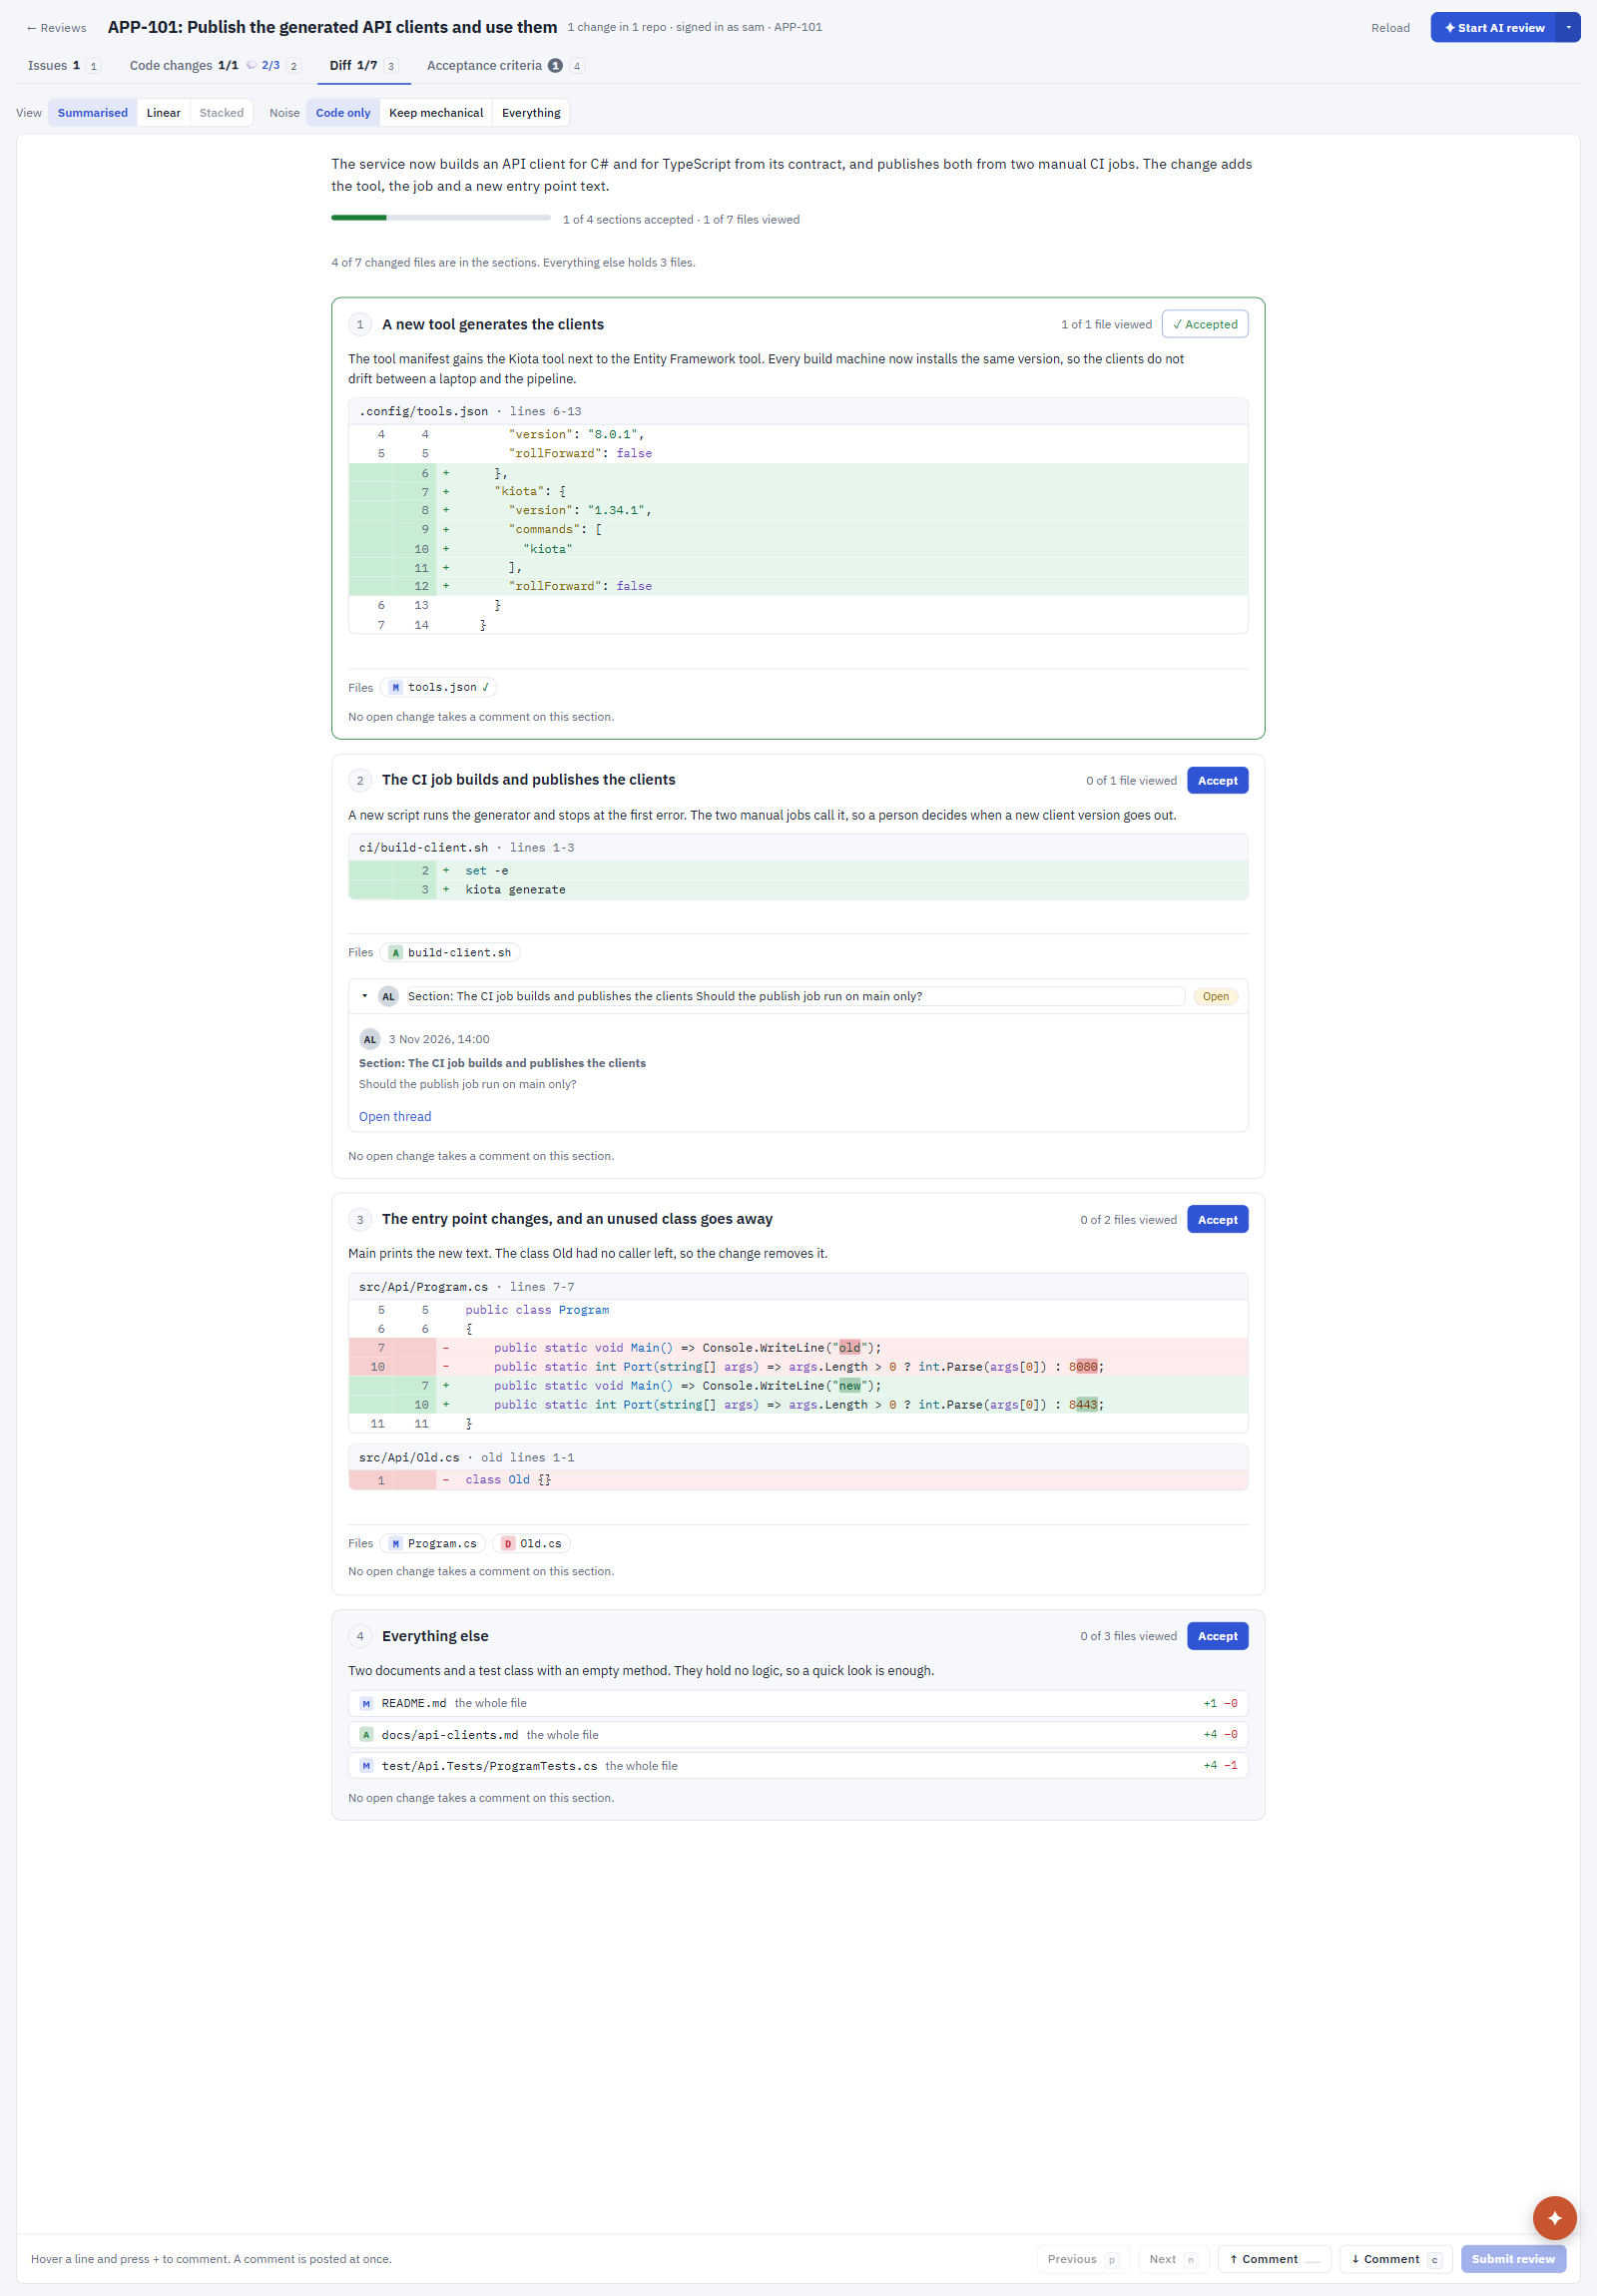 ← Reviews APP-101: Publish the generated API clients and use them 1 change in 1 repo · signed in as sam · APP-101 Reload ✦ Start AI review
Issues 1 1 Code changes 1/1 2/3 2 Diff 1/7 3 Acceptance criteria 1 4
View Summarised Linear Stacked Noise Code only Keep mechanical Everything
The service now builds an API client for C# and for TypeScript from its contract, and publishes both from two manual CI jobs. The change adds
the tool, the job and a new entry point text.
1 of 4 sections accepted · 1 of 7 files viewed
4 of 7 changed files are in the sections. Everything else holds 3 files.
1 A new tool generates the clients 1 of 1 file viewed ✓ Accepted
The tool manifest gains the Kiota tool next to the Entity Framework tool. Every build machine now installs the same version, so the clients do not
drift between a laptop and the pipeline.
.config/tools.json · lines 6-13
4 4 "version": "8.0.1",
5 5 "rollForward": false
6 + },
7 + "kiota": {
8 + "version": "1.34.1",
9 + "commands": [
10 + "kiota"
11 + ],
12 + "rollForward": false
6 13 }
7 14 }
Files M tools.json ✓
No open change takes a comment on this section.
2 The CI job builds and publishes the clients 0 of 1 file viewed Accept
A new script runs the generator and stops at the first error. The two manual jobs call it, so a person decides when a new client version goes out.
ci/build-client.sh · lines 1-3
2 + set -e
3 + kiota generate
Files A build-client.sh
AL Section: The CI job builds and publishes the clients Should the publish job run on main only? Open
AL 3 Nov 2026, 14:00
Section: The CI job builds and publishes the clients
Should the publish job run on main only?
Open thread
No open change takes a comment on this section.
3 The entry point changes, and an unused class goes away 0 of 2 files viewed Accept
Main prints the new text. The class Old had no caller left, so the change removes it.
src/Api/Program.cs · lines 7-7
5 5 public class Program
6 6 {
7 − public static void Main() => Console.WriteLine("old");
10 − public static int Port(string[] args) => args.Length > 0 ? int.Parse(args[0]) : 8080;
7 + public static void Main() => Console.WriteLine("new");
10 + public static int Port(string[] args) => args.Length > 0 ? int.Parse(args[0]) : 8443;
11 11 }
src/Api/Old.cs · old lines 1-1
1 − class Old {}
Files M Program.cs D Old.cs
No open change takes a comment on this section.
4 Everything else 0 of 3 files viewed Accept
Two documents and a test class with an empty method. They hold no logic, so a quick look is enough.
M README.md the whole file +1 −0
A docs/api-clients.md the whole file +4 −0
M test/Api.Tests/ProgramTests.cs the whole file +4 −1
No open change takes a comment on this section.
Hover a line and press + to comment. A comment is posted at once. Previous p Next n ↑ Comment ↓ Comment c Submit review